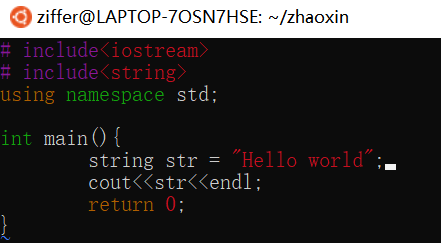 ziffer@LAPTOP-7OSN7HSE: ~/zhaoxin
# include<iostream>
# include<string>
using namespace std;
int main(){
string str = "Hello world";
cout<<str<<endl;
return 0;
}
~